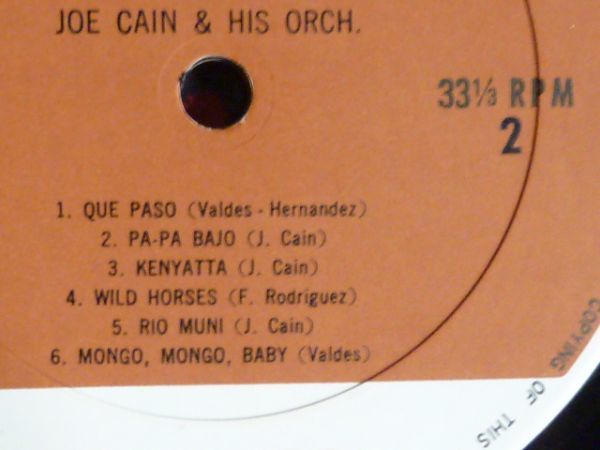 JOE CAIN & HIS ORCH.
33⅓ RPM
2
1. QUE PASO (Valdes - Hernandez)
2. PA-PA BAJO (J. Cain)
3. KENYATTA (J. Cain)
4. WILD HORSES (F. Rodriguez)
5. RIO MUNI (J. Cain)
6. MONGO, MONGO, BABY (Valdes)
COPYING OF THIS